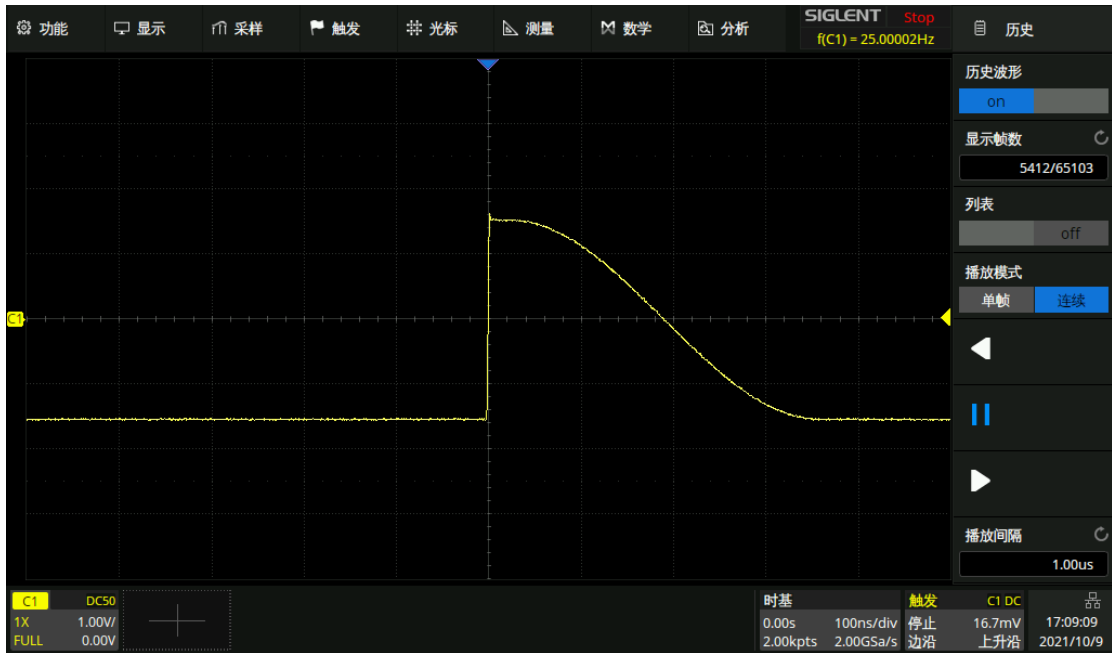 功能 显示 采样 触发 光标 测量 数学 分析 SIGLENT Stop 历史
f(C1) = 25.00002Hz
历史波形
on
显示帧数
5412/65103
列表
off
播放模式
单帧 连续
C1
播放间隔
1.00us
C1 DC50
1X 1.00V/
FULL 0.00V
时基
0.00s 100ns/div
2.00kpts 2.00GSa/s
触发 C1 DC
停止 16.7mV
边沿 上升沿
17:09:09
2021/10/9